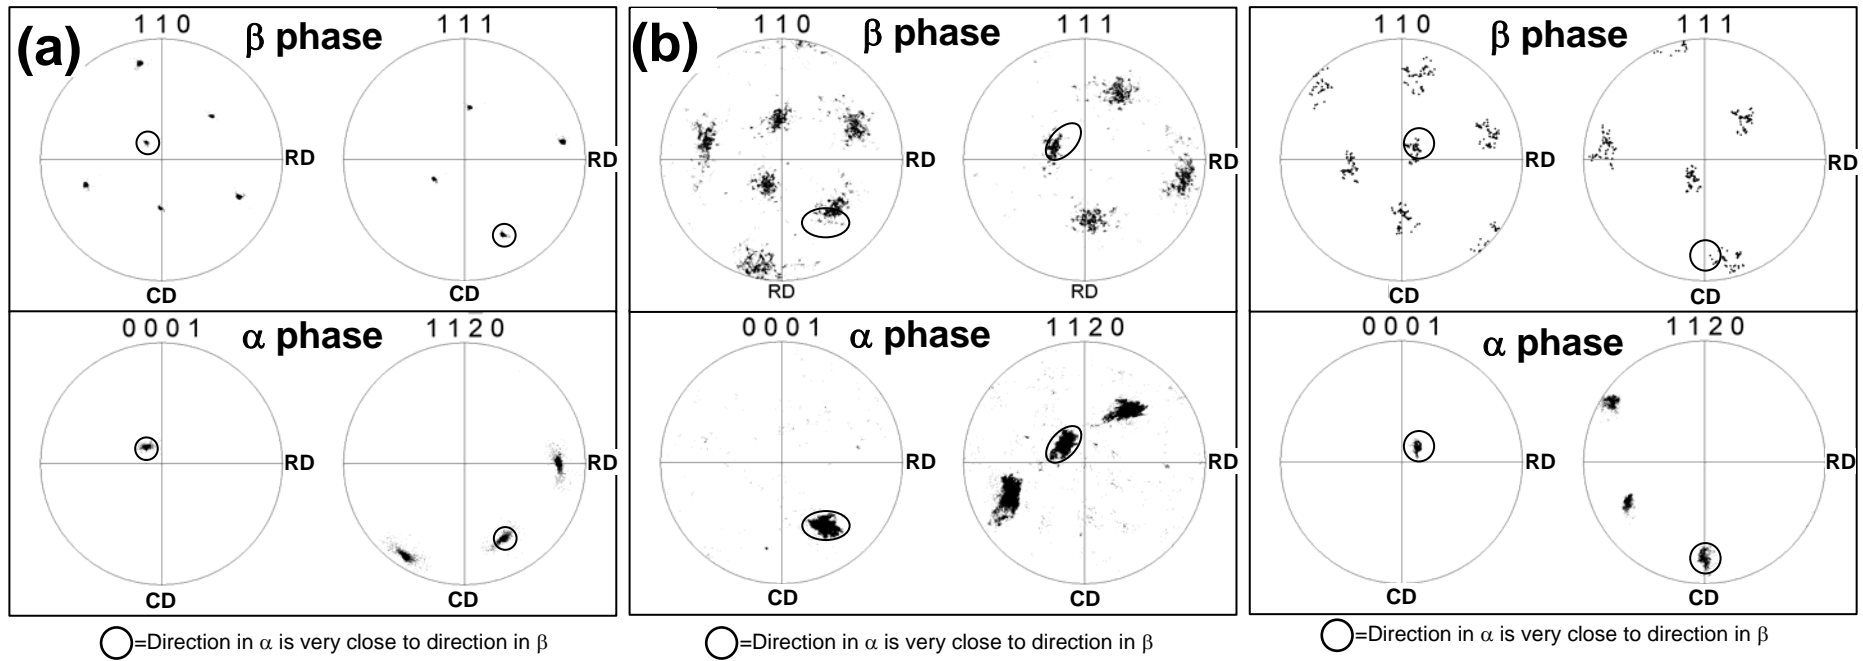 (a)
1 1 0
β phase
1 1 1
RD
RD
CD
CD
0 0 0 1
α phase
1 1 2 0
RD
RD
CD
CD
=Direction in α is very close to direction in β
(b)
1 1 0
β phase
1 1 1
RD
RD
RD
RD
0 0 0 1
α phase
1 1 2 0
RD
RD
CD
CD
=Direction in α is very close to direction in β
1 1 0
β phase
1 1 1
RD
RD
CD
CD
0 0 0 1
α phase
1 1 2 0
RD
RD
CD
CD
=Direction in α is very close to direction in β